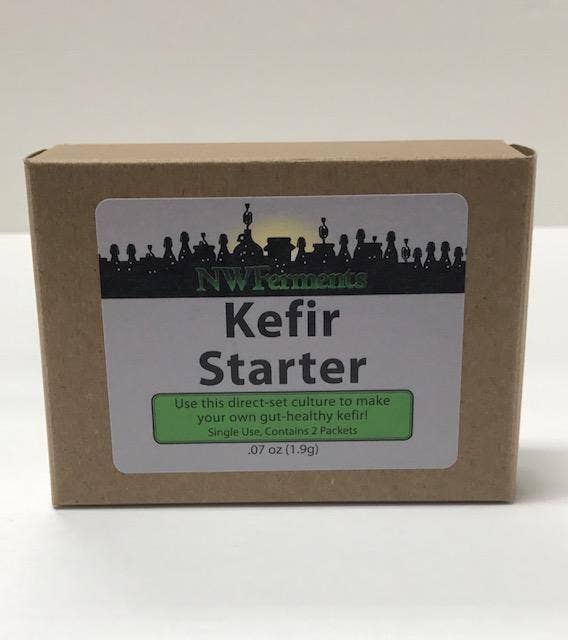 NWFerments
Kefir
Starter
Use this direct-set culture to make
your own gut-healthy kefir!
Single Use, Contains 2 Packets
.07 oz (1.9g)